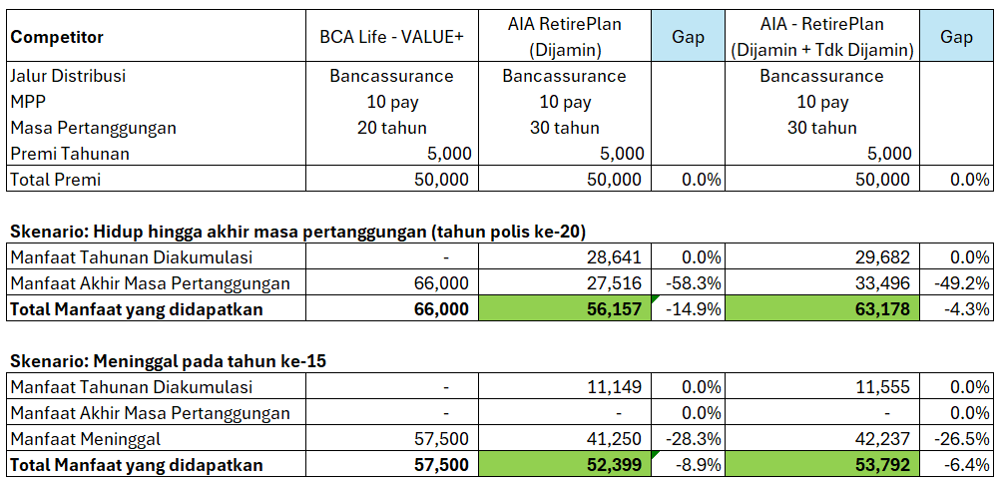 Competitor BCA Life - VALUE+ AIA RetirePlan (Dijamin) Gap AIA - RetirePlan (Dijamin + Tdk Dijamin) Gap
Jalur Distribusi Bancassurance Bancassurance Bancassurance
MPP 10 pay 10 pay 10 pay
Masa Pertanggungan 20 tahun 30 tahun 30 tahun
Premi Tahunan 5,000 5,000 5,000
Total Premi 50,000 50,000 0.0% 50,000 0.0%
Skenario: Hidup hingga akhir masa pertanggungan (tahun polis ke-20)
Manfaat Tahunan Diakumulasi - 28,641 0.0% 29,682 0.0%
Manfaat Akhir Masa Pertanggungan 66,000 27,516 -58.3% 33,496 -49.2%
Total Manfaat yang didapatkan 66,000 56,157 -14.9% 63,178 -4.3%
Skenario: Meninggal pada tahun ke-15
Manfaat Tahunan Diakumulasi - 11,149 0.0% 11,555 0.0%
Manfaat Akhir Masa Pertanggungan - - 0.0% - 0.0%
Manfaat Meninggal 57,500 41,250 -28.3% 42,237 -26.5%
Total Manfaat yang didapatkan 57,500 52,399 -8.9% 53,792 -6.4%